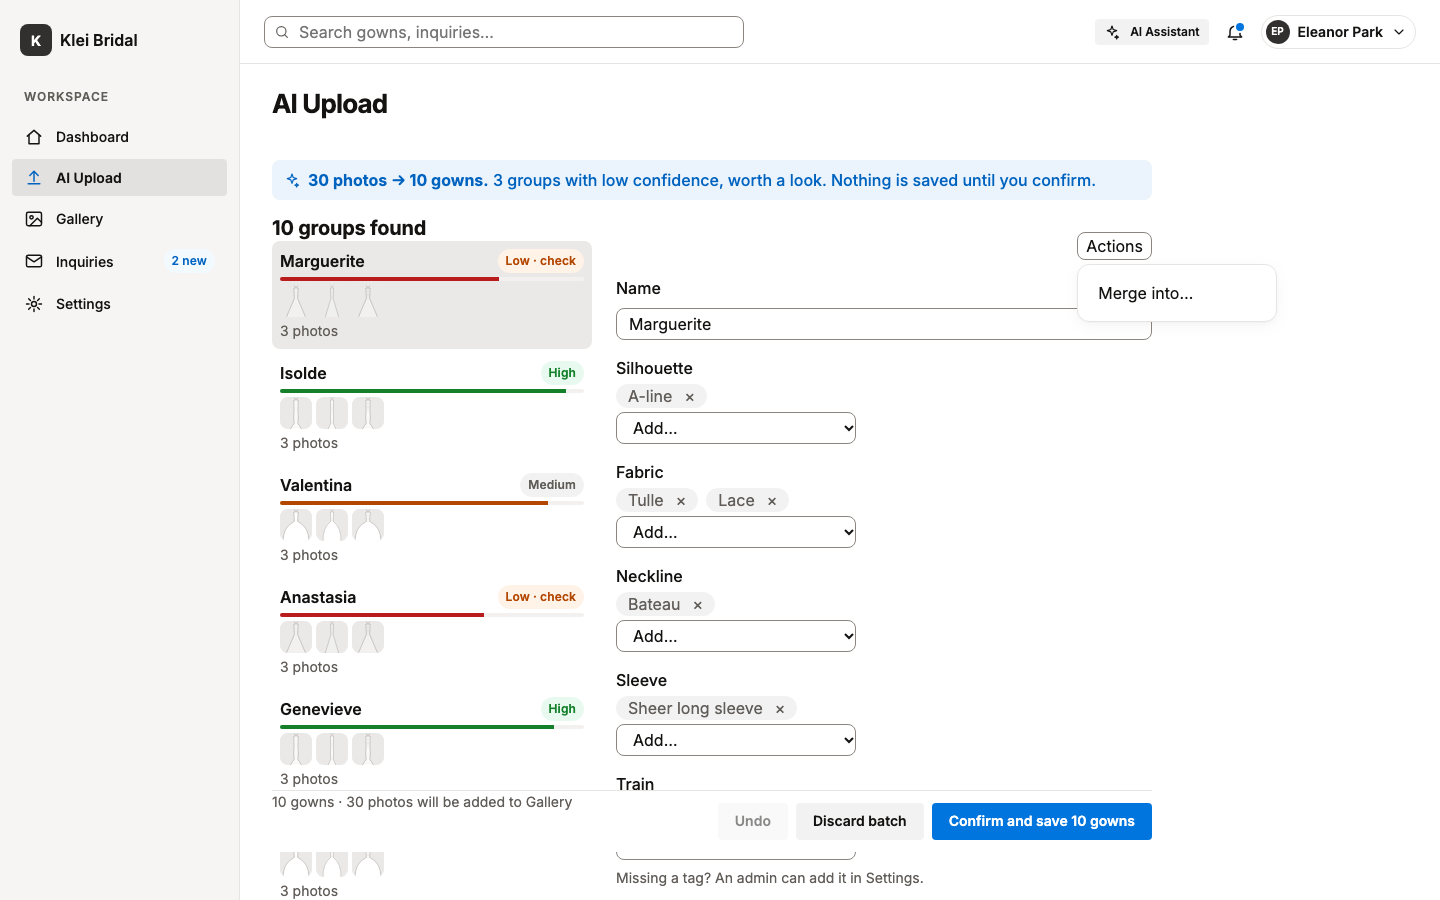 K Klei Bridal
WORKSPACE
Dashboard
AI Upload
Gallery
Inquiries 2 new
Settings
Search gowns, inquiries...
AI Assistant
EP Eleanor Park
AI Upload
30 photos → 10 gowns. 3 groups with low confidence, worth a look. Nothing is saved until you confirm.
10 groups found
Marguerite Low · check
3 photos
Isolde High
3 photos
Valentina Medium
3 photos
Anastasia Low · check
3 photos
Genevieve High
3 photos
3 photos
Actions
Merge into...
Name
Marguerite
Silhouette
A-line ×
Add...
Fabric
Tulle × Lace ×
Add...
Neckline
Bateau ×
Add...
Sleeve
Sheer long sleeve ×
Add...
Train
Missing a tag? An admin can add it in Settings.
10 gowns · 30 photos will be added to Gallery
Undo Discard batch Confirm and save 10 gowns